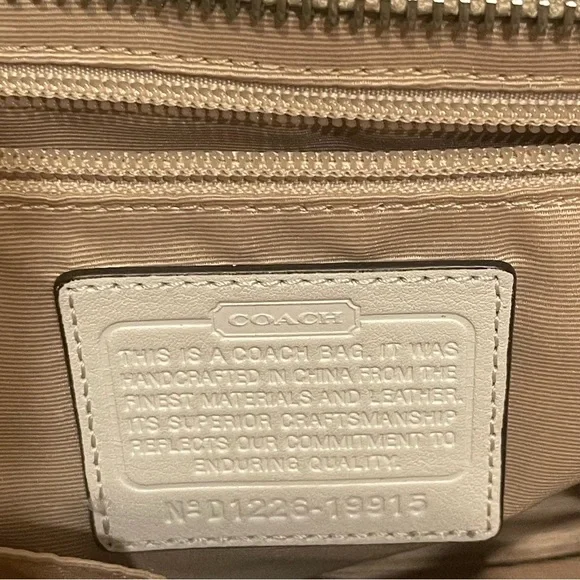 COACH
THIS IS A COACH BAG. IT WAS
HANDCRAFTED IN CHINA FROM THE
FINEST MATERIALS AND LEATHER.
ITS SUPERIOR CRAFTSMANSHIP
REFLECTS OUR COMMITMENT TO
ENDURING QUALITY.
Nº D1226-19915